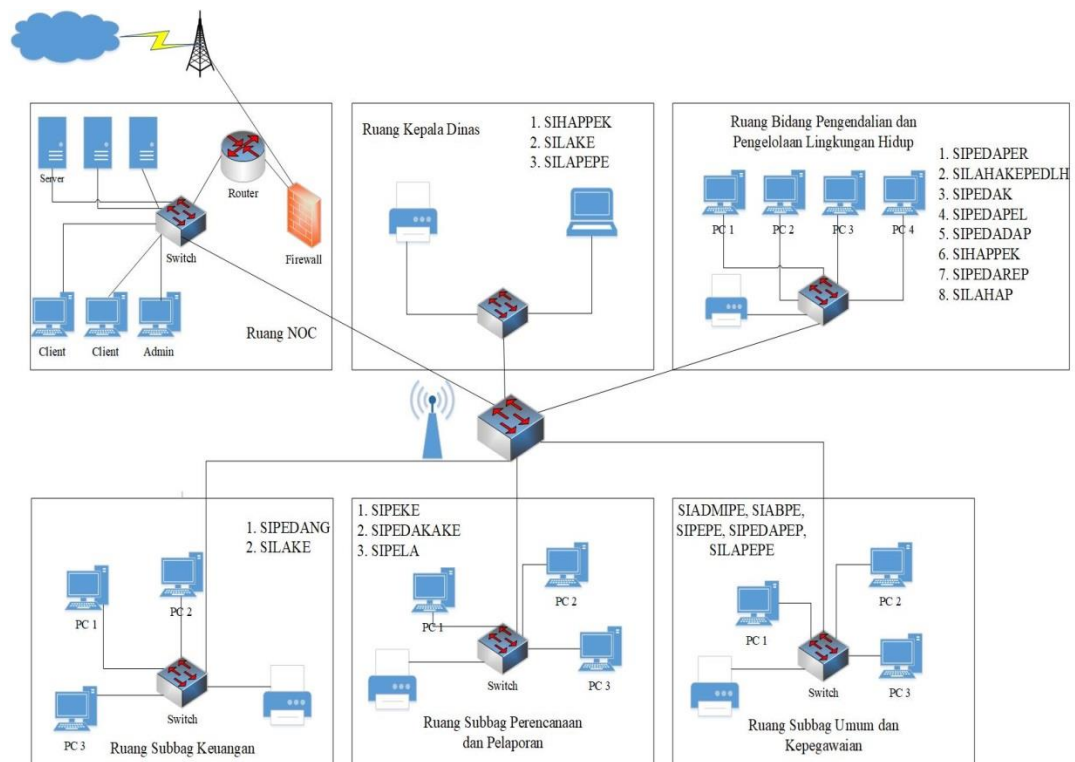 Server
Router
Switch
Firewall
Client
Client
Admin
Ruang NOC
Ruang Kepala Dinas
1. SIHAPPEK
2. SILAKE
3. SILAPEPE
Ruang Bidang Pengendalian dan
Pengelolaan Lingkungan Hidup
1. SIPEDAPER
2. SILAHAKEPEDLH
3. SIPEDAK
4. SIPEDAPEL
5. SIPEDADAP
6. SIHAPPEK
7. SIPEDAREP
8. SILAHAP
PC 1
PC 2
PC 3
PC 4
1. SIPEDANG
2. SILAKE
PC 1
PC 2
PC 3
Switch
Ruang Subbag Keuangan
1. SIPEKE
2. SIPEDAKAKE
3. SIPELA
PC 1
PC 2
Switch
PC 3
Ruang Subbag Perencanaan
dan Pelaporan
SIADMIPE, SIABPE,
SIPEPE, SIPEDAPEP,
SILAPEPE
PC 1
PC 2
Switch
PC 3
Ruang Subbag Umum dan
Kepegawaian